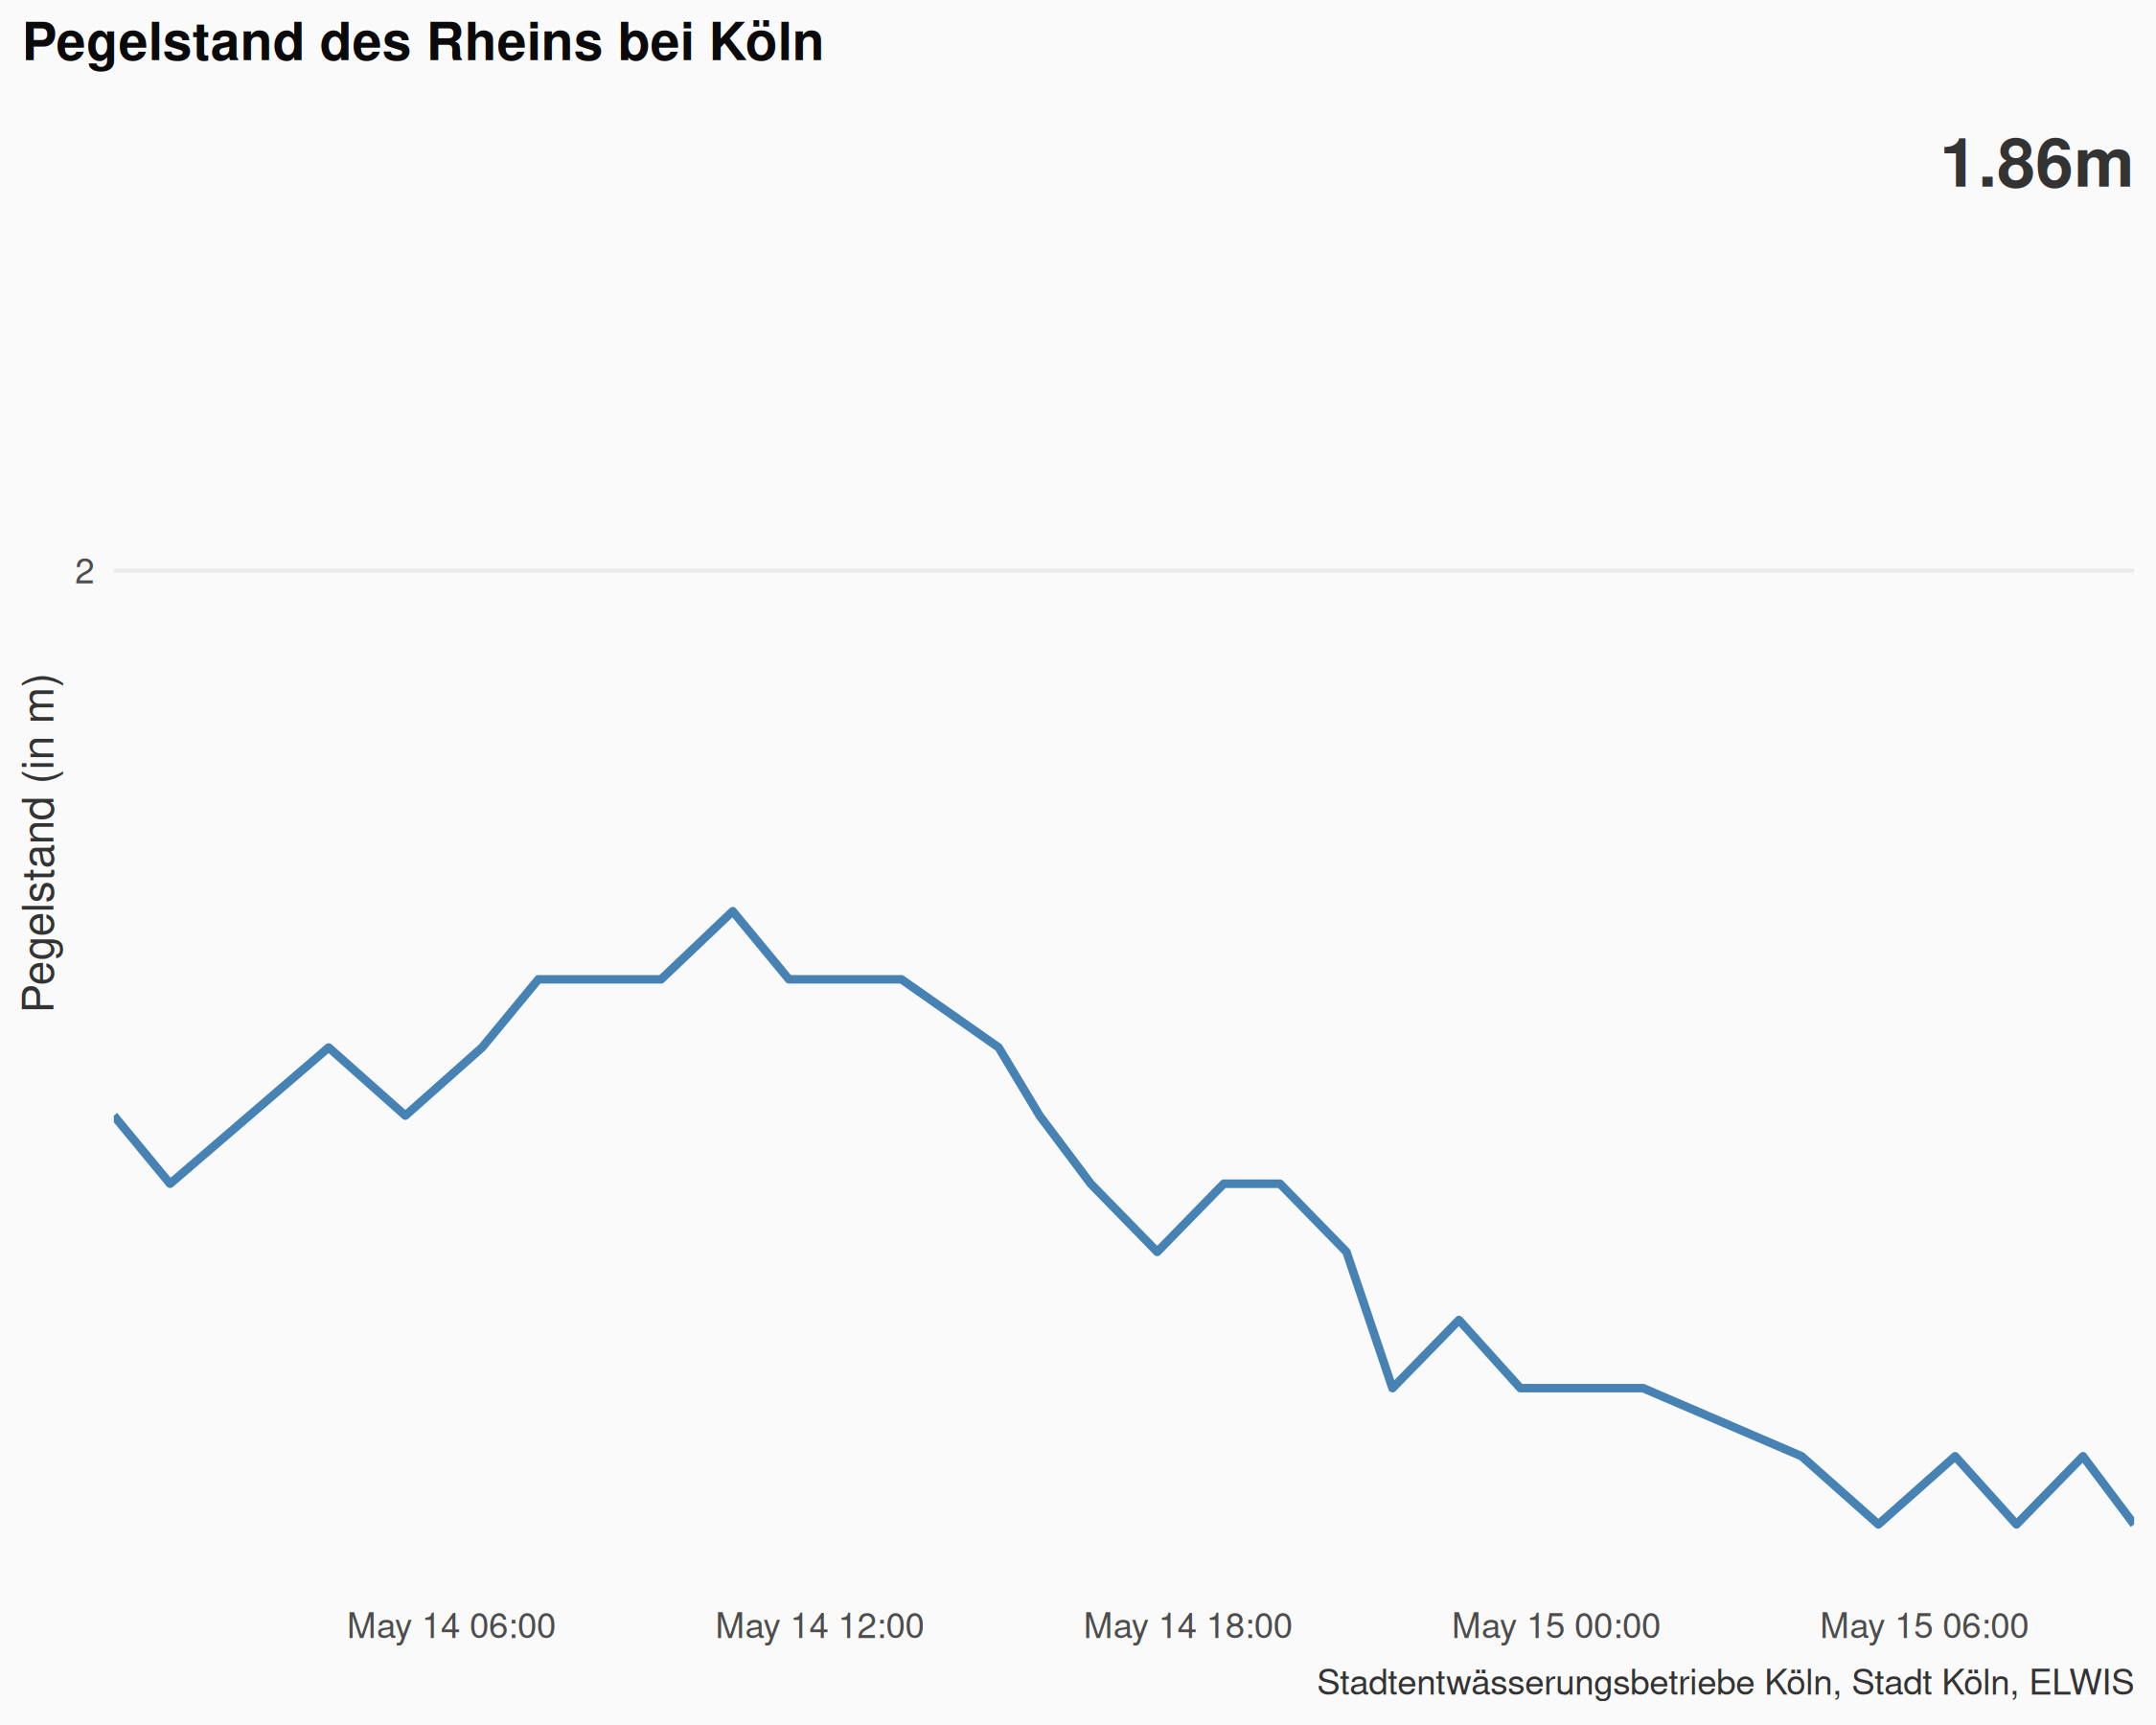 Pegelstand des Rheins bei Köln
1.86m
2
Pegelstand (in m)
May 14 06:00
May 14 12:00
May 14 18:00
May 15 00:00
May 15 06:00
Stadtentwässerungsbetriebe Köln, Stadt Köln, ELWIS